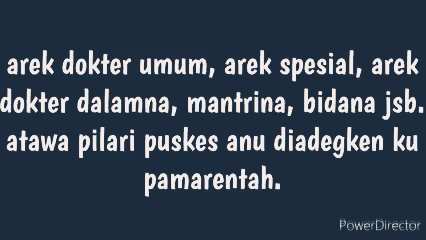 arek dokter umum, arek spesial, arek
dokter dalamna, mantrina, bidana jsb.
atawa pilari puskes anu diadegken ku
pamarentah.
PowerDirector